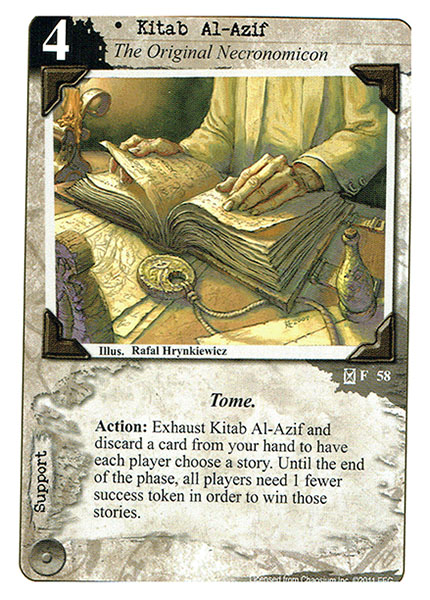 4
• Kitab Al-Azif
The Original Necronomicon
Illus. Rafal Hrynkiewicz
F 58
Tome.
Action: Exhaust Kitab Al-Azif and
discard a card from your hand to have
each player choose a story. Until the end
of the phase, all players need 1 fewer
success token in order to win those
stories.
Support
Licensed from Chaosium Inc. ©2011 FFG